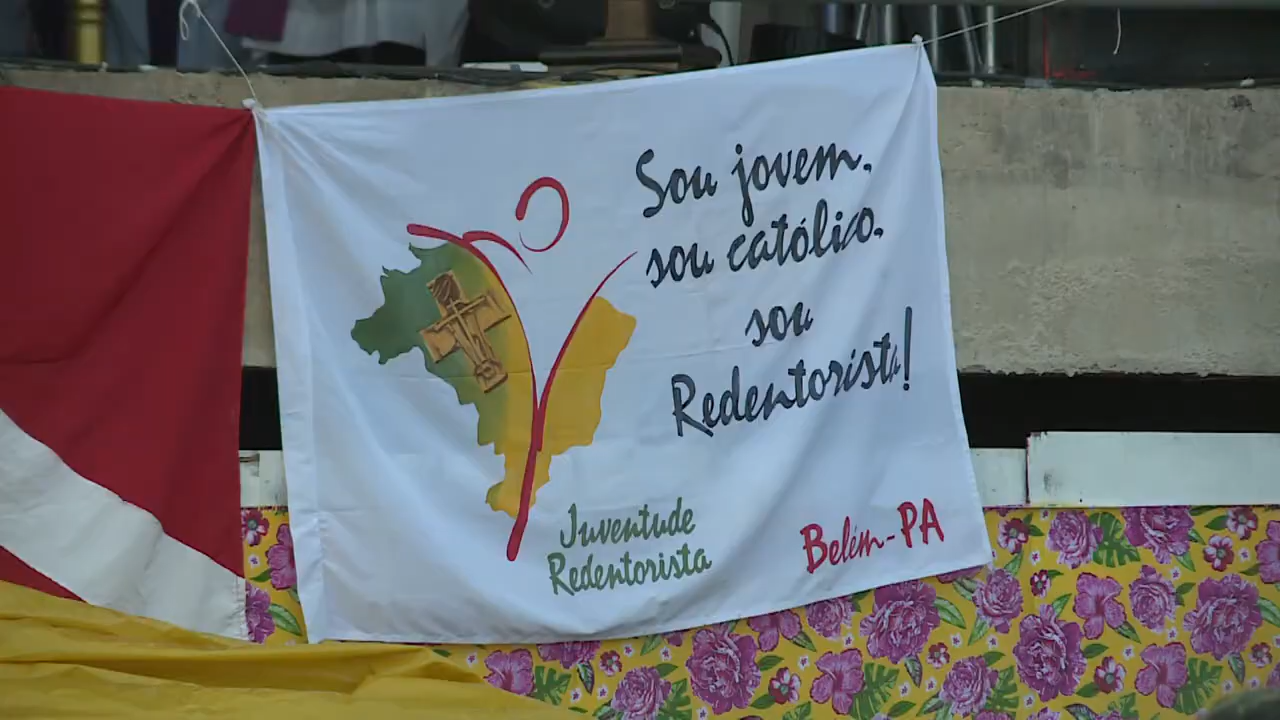 Sou jovem,
sou católico,
sou
Redentorista!
Juventude
Redentorista
Belém-PA